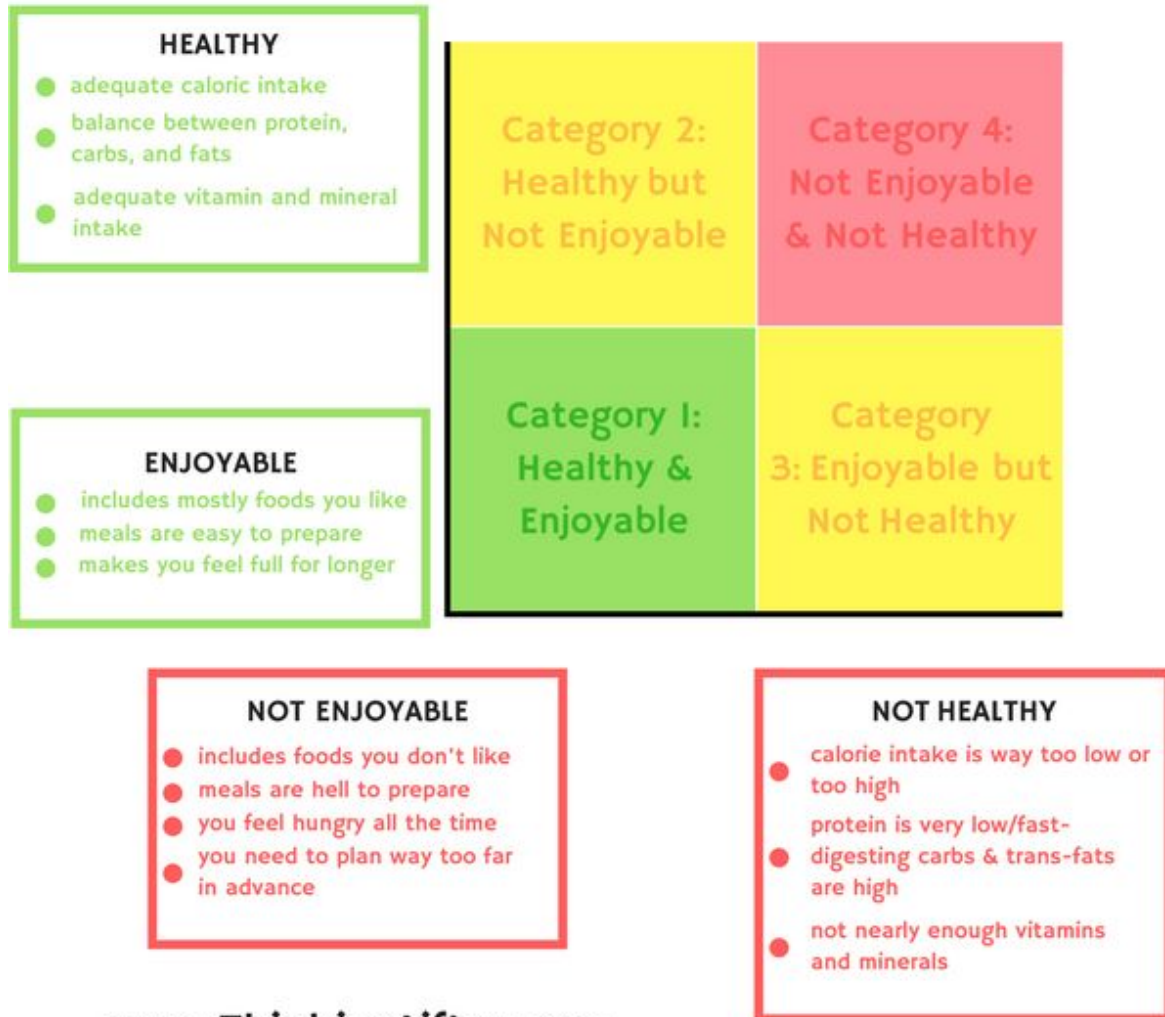 HEALTHY
adequate caloric intake
balance between protein,
carbs, and fats
adequate vitamin and mineral
intake
Category 2:
Healthy but
Not Enjoyable
Category 4:
Not Enjoyable
& Not Healthy
ENJOYABLE
includes mostly foods you like
meals are easy to prepare
makes you feel full for longer
Category 1:
Healthy &
Enjoyable
Category
3: Enjoyable but
Not Healthy
NOT ENJOYABLE
includes foods you don't like
meals are hell to prepare
you feel hungry all the time
you need to plan way too far
in advance
NOT HEALTHY
calorie intake is way too low or
too high
protein is very low/fast-
digesting carbs & trans-fats
are high
not nearly enough vitamins
and minerals